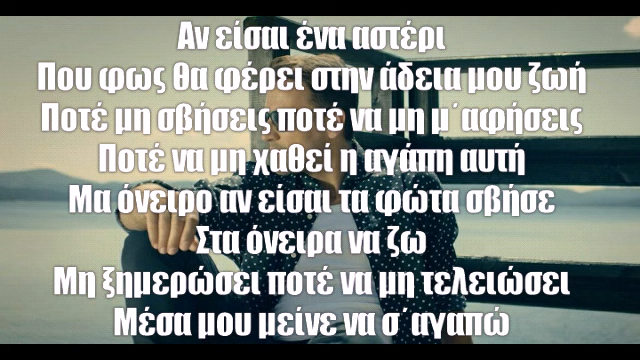 Αν είσαι ένα αστέρι
Που φως θα φέρει στην άδεια μου ζωή
Ποτέ μη σβήσεις ποτέ να μη μ΄αφήσεις
Ποτέ να μη χαθεί η αγάπη αυτή
Μα όνειρο αν είσαι τα φώτα σβήσε
Στα όνειρα να ζω
Μη ξημερώσει ποτέ να μη τελειώσει
Μέσα μου μείνε να σ΄αγαπώ